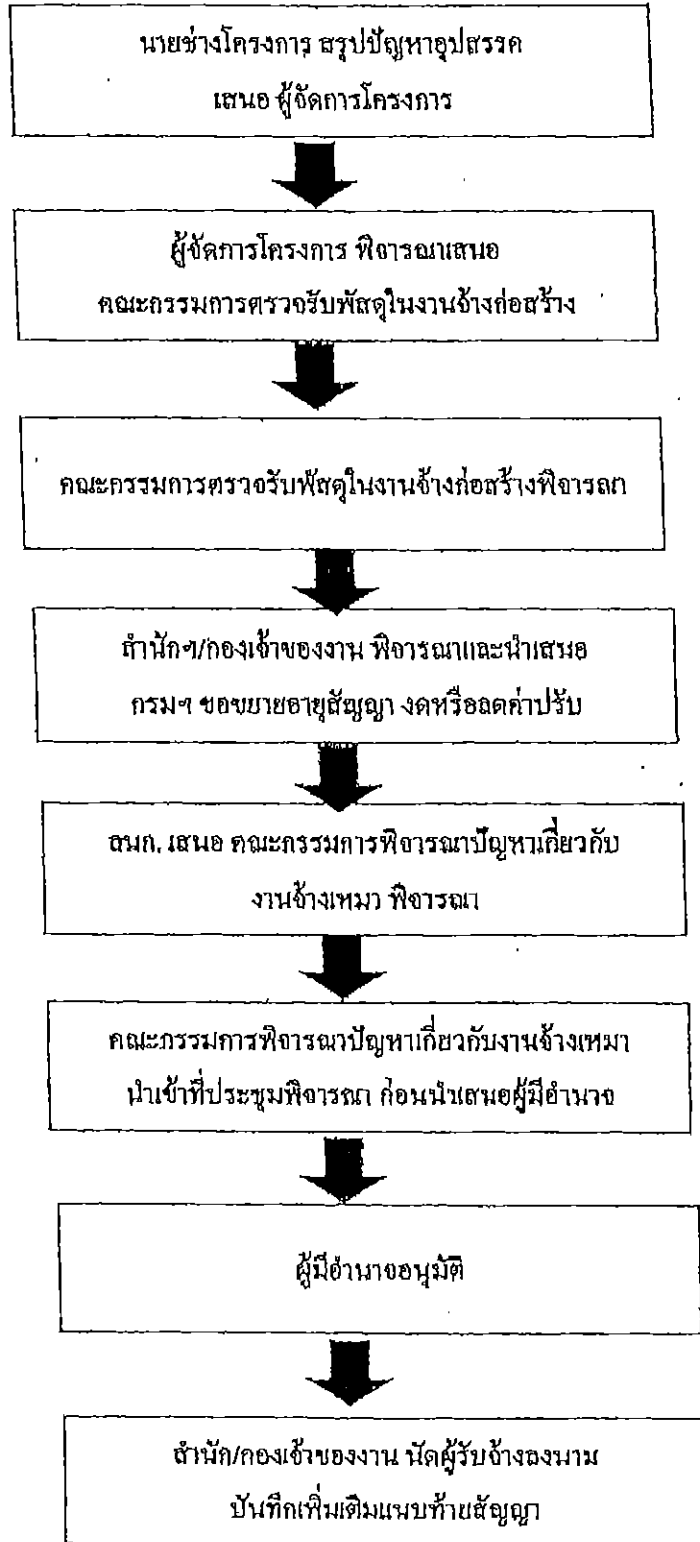 นายช่างโครงการ สรุปปัญหาอุปสรรค
เสนอ ผู้จัดการโครงการ
ผู้จัดการโครงการ พิจารณาเสนอ
คณะกรรมการตรวจรับพัสดุในงานจ้างก่อสร้าง
คณะกรรมการตรวจรับพัสดุในงานจ้างก่อสร้างพิจารณา
สำนักฯ/กองเจ้าของงาน พิจารณาและนำเสนอ
กรมฯ ขอขยายอายุสัญญา งดหรือลดค่าปรับ
สนก. เสนอ คณะกรรมการพิจารณาปัญหาเกี่ยวกับ
งานจ้างเหมา พิจารณา
คณะกรรมการพิจารณาปัญหาเกี่ยวกับงานจ้างเหมา
นำเข้าที่ประชุมพิจารณา ก่อนนำเสนอผู้มีอำนาจ
ผู้มีอำนาจอนุมัติ
สำนัก/กองเจ้าของงาน นัดผู้รับจ้างลงนาม
บันทึกเพิ่มเติมแนบท้ายสัญญา